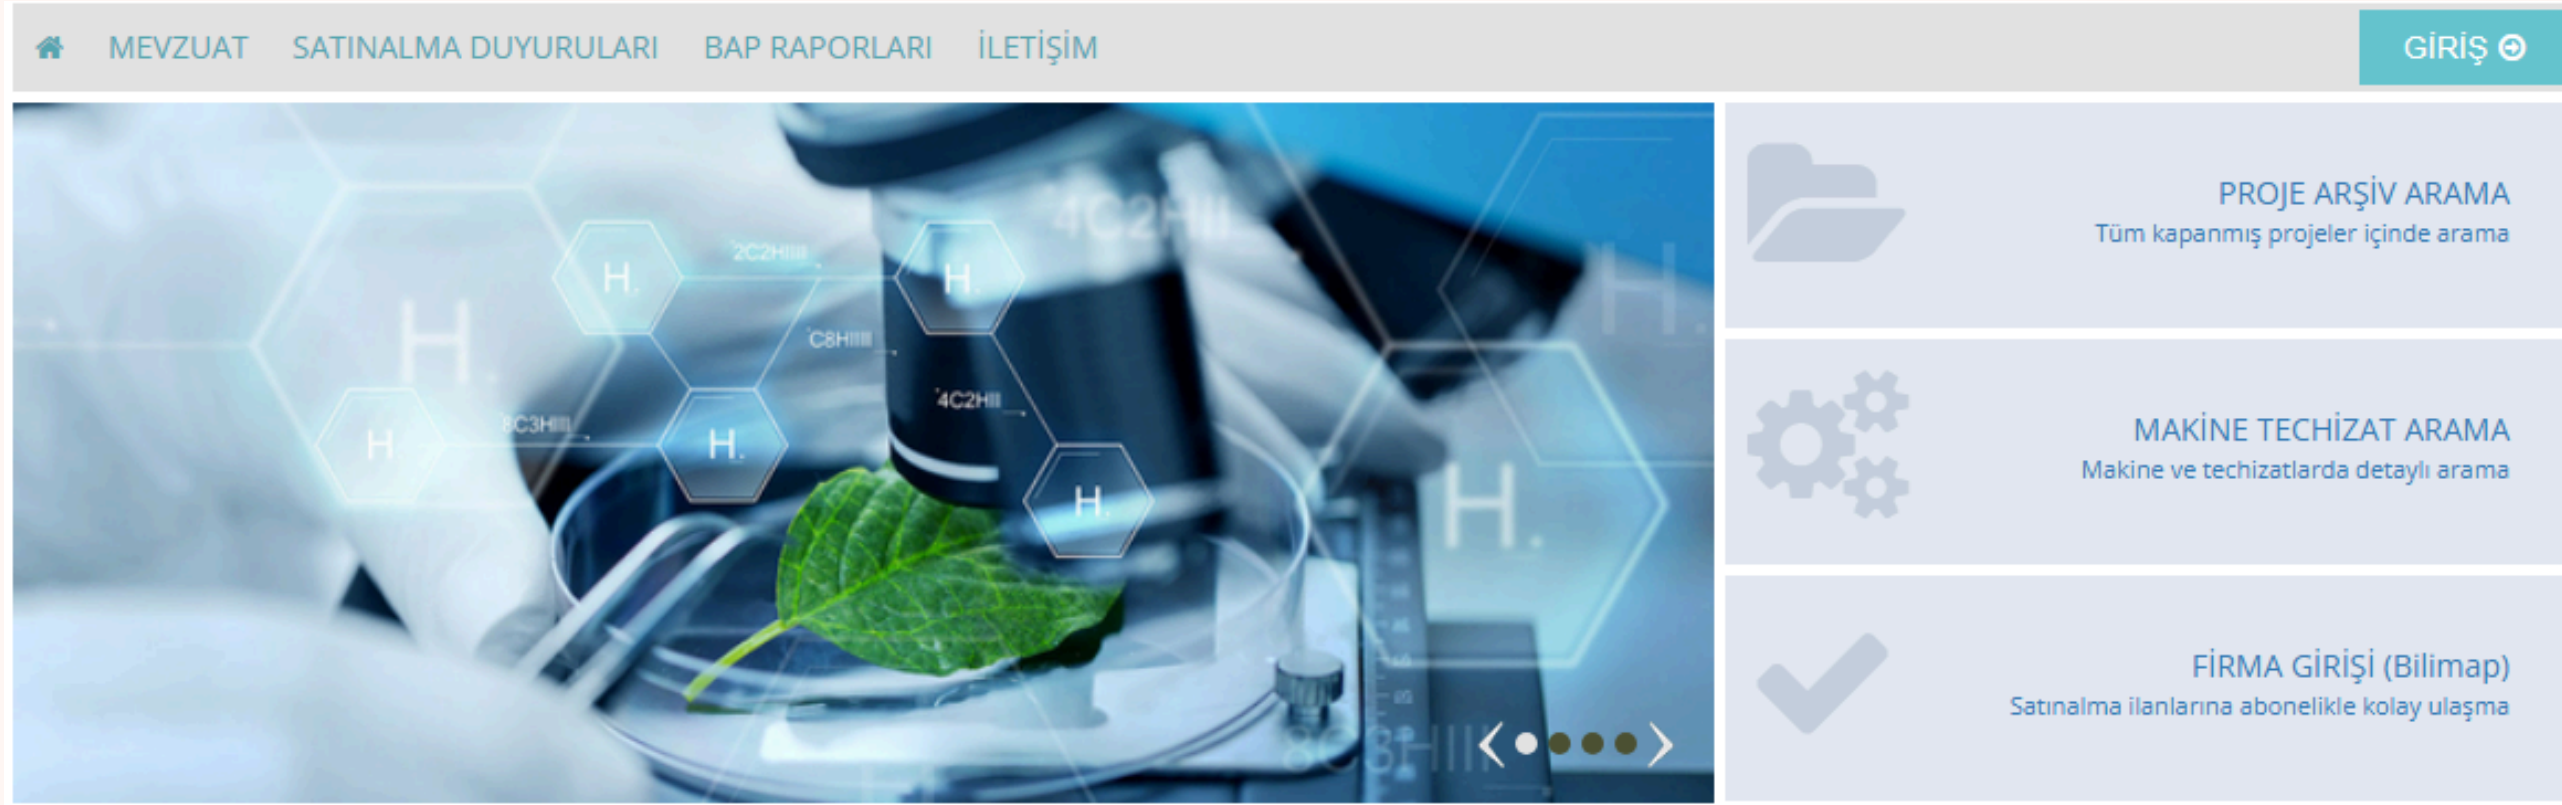 MEVZUAT SATINALMA DUYURULARI BAP RAPORLARI İLETİŞİM GİRİŞ
4C2HII
2C2HIIII
H.
H.
H.
H.
C8HIIIII
H.
4C2HII
8C3HIII
H
H.
H.
H.
8C3HIII
PROJE ARŞİV ARAMA
Tüm kapanmış projeler içinde arama
MAKİNE TECHİZAT ARAMA
Makine ve techizatlarda detaylı arama
FİRMA GİRİŞİ (Bilimap)
Satınalma ilanlarına abonelikle kolay ulaşma